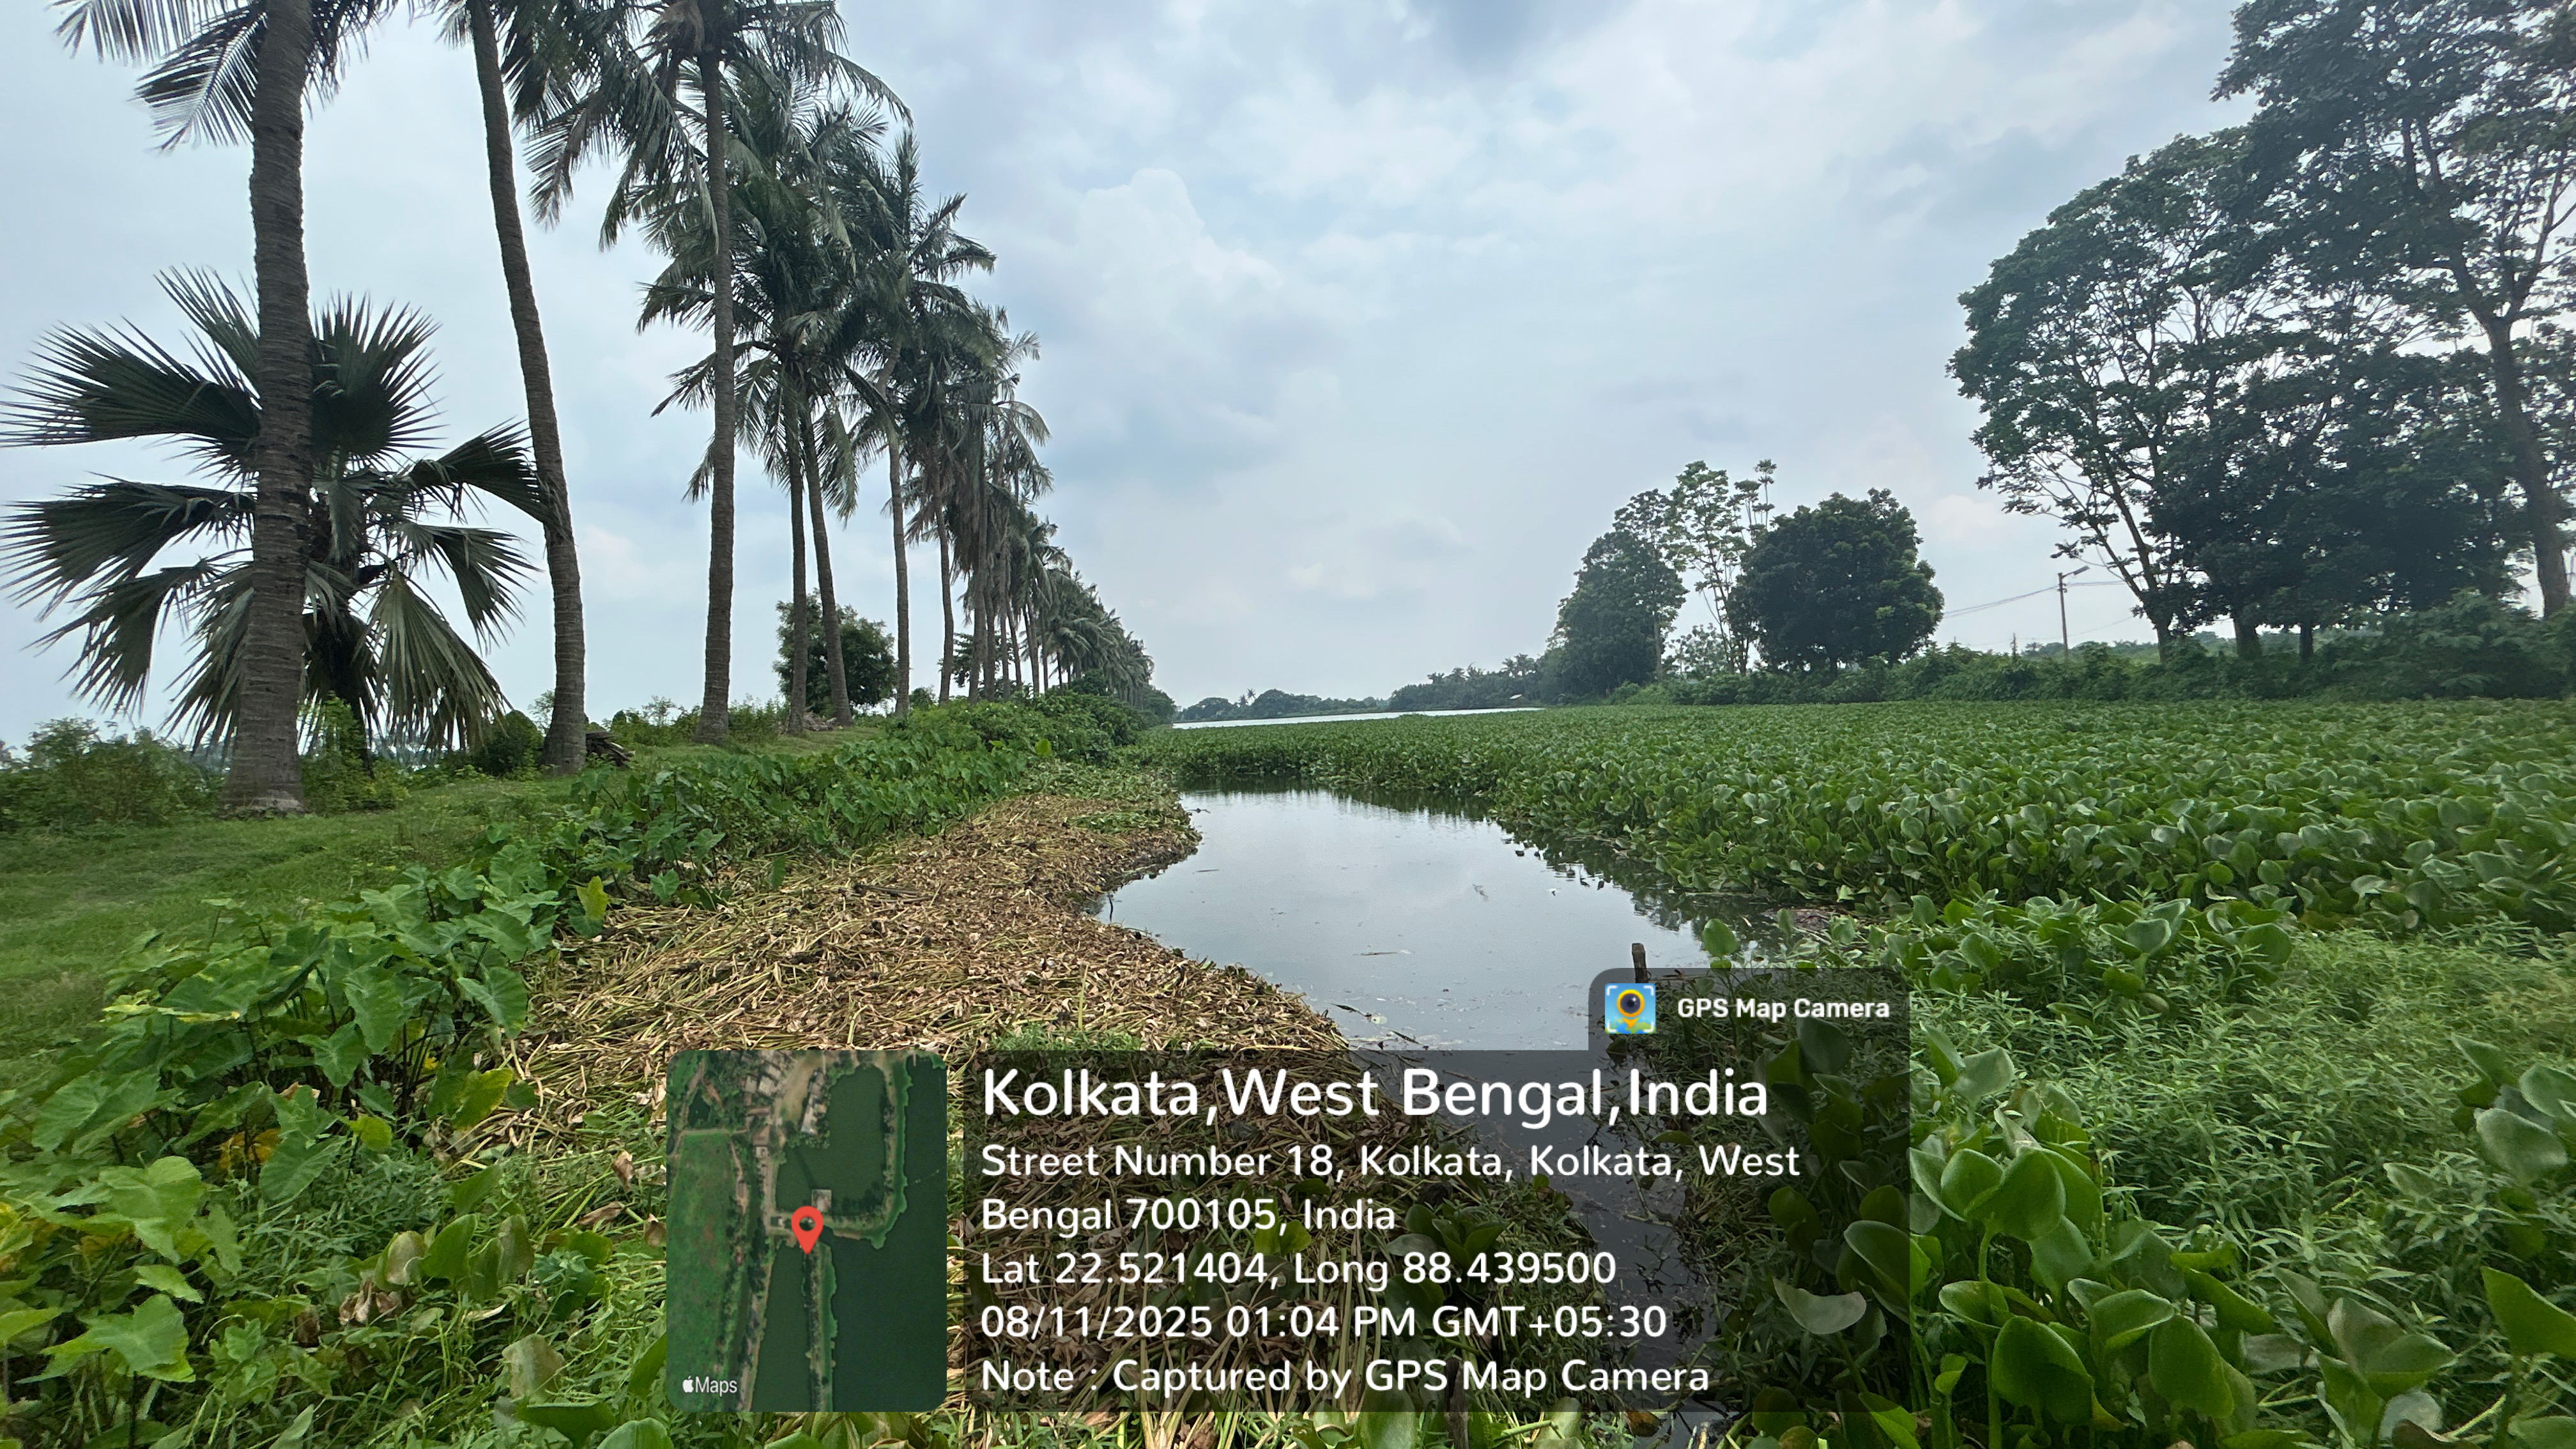 GPS Map Camera
Kolkata,West Bengal,India
Street Number 18, Kolkata, Kolkata, West
Bengal 700105, India
Lat 22.521404, Long 88.439500
08/11/2025 01:04 PM GMT+05:30
Note : Captured by GPS Map Camera
Maps